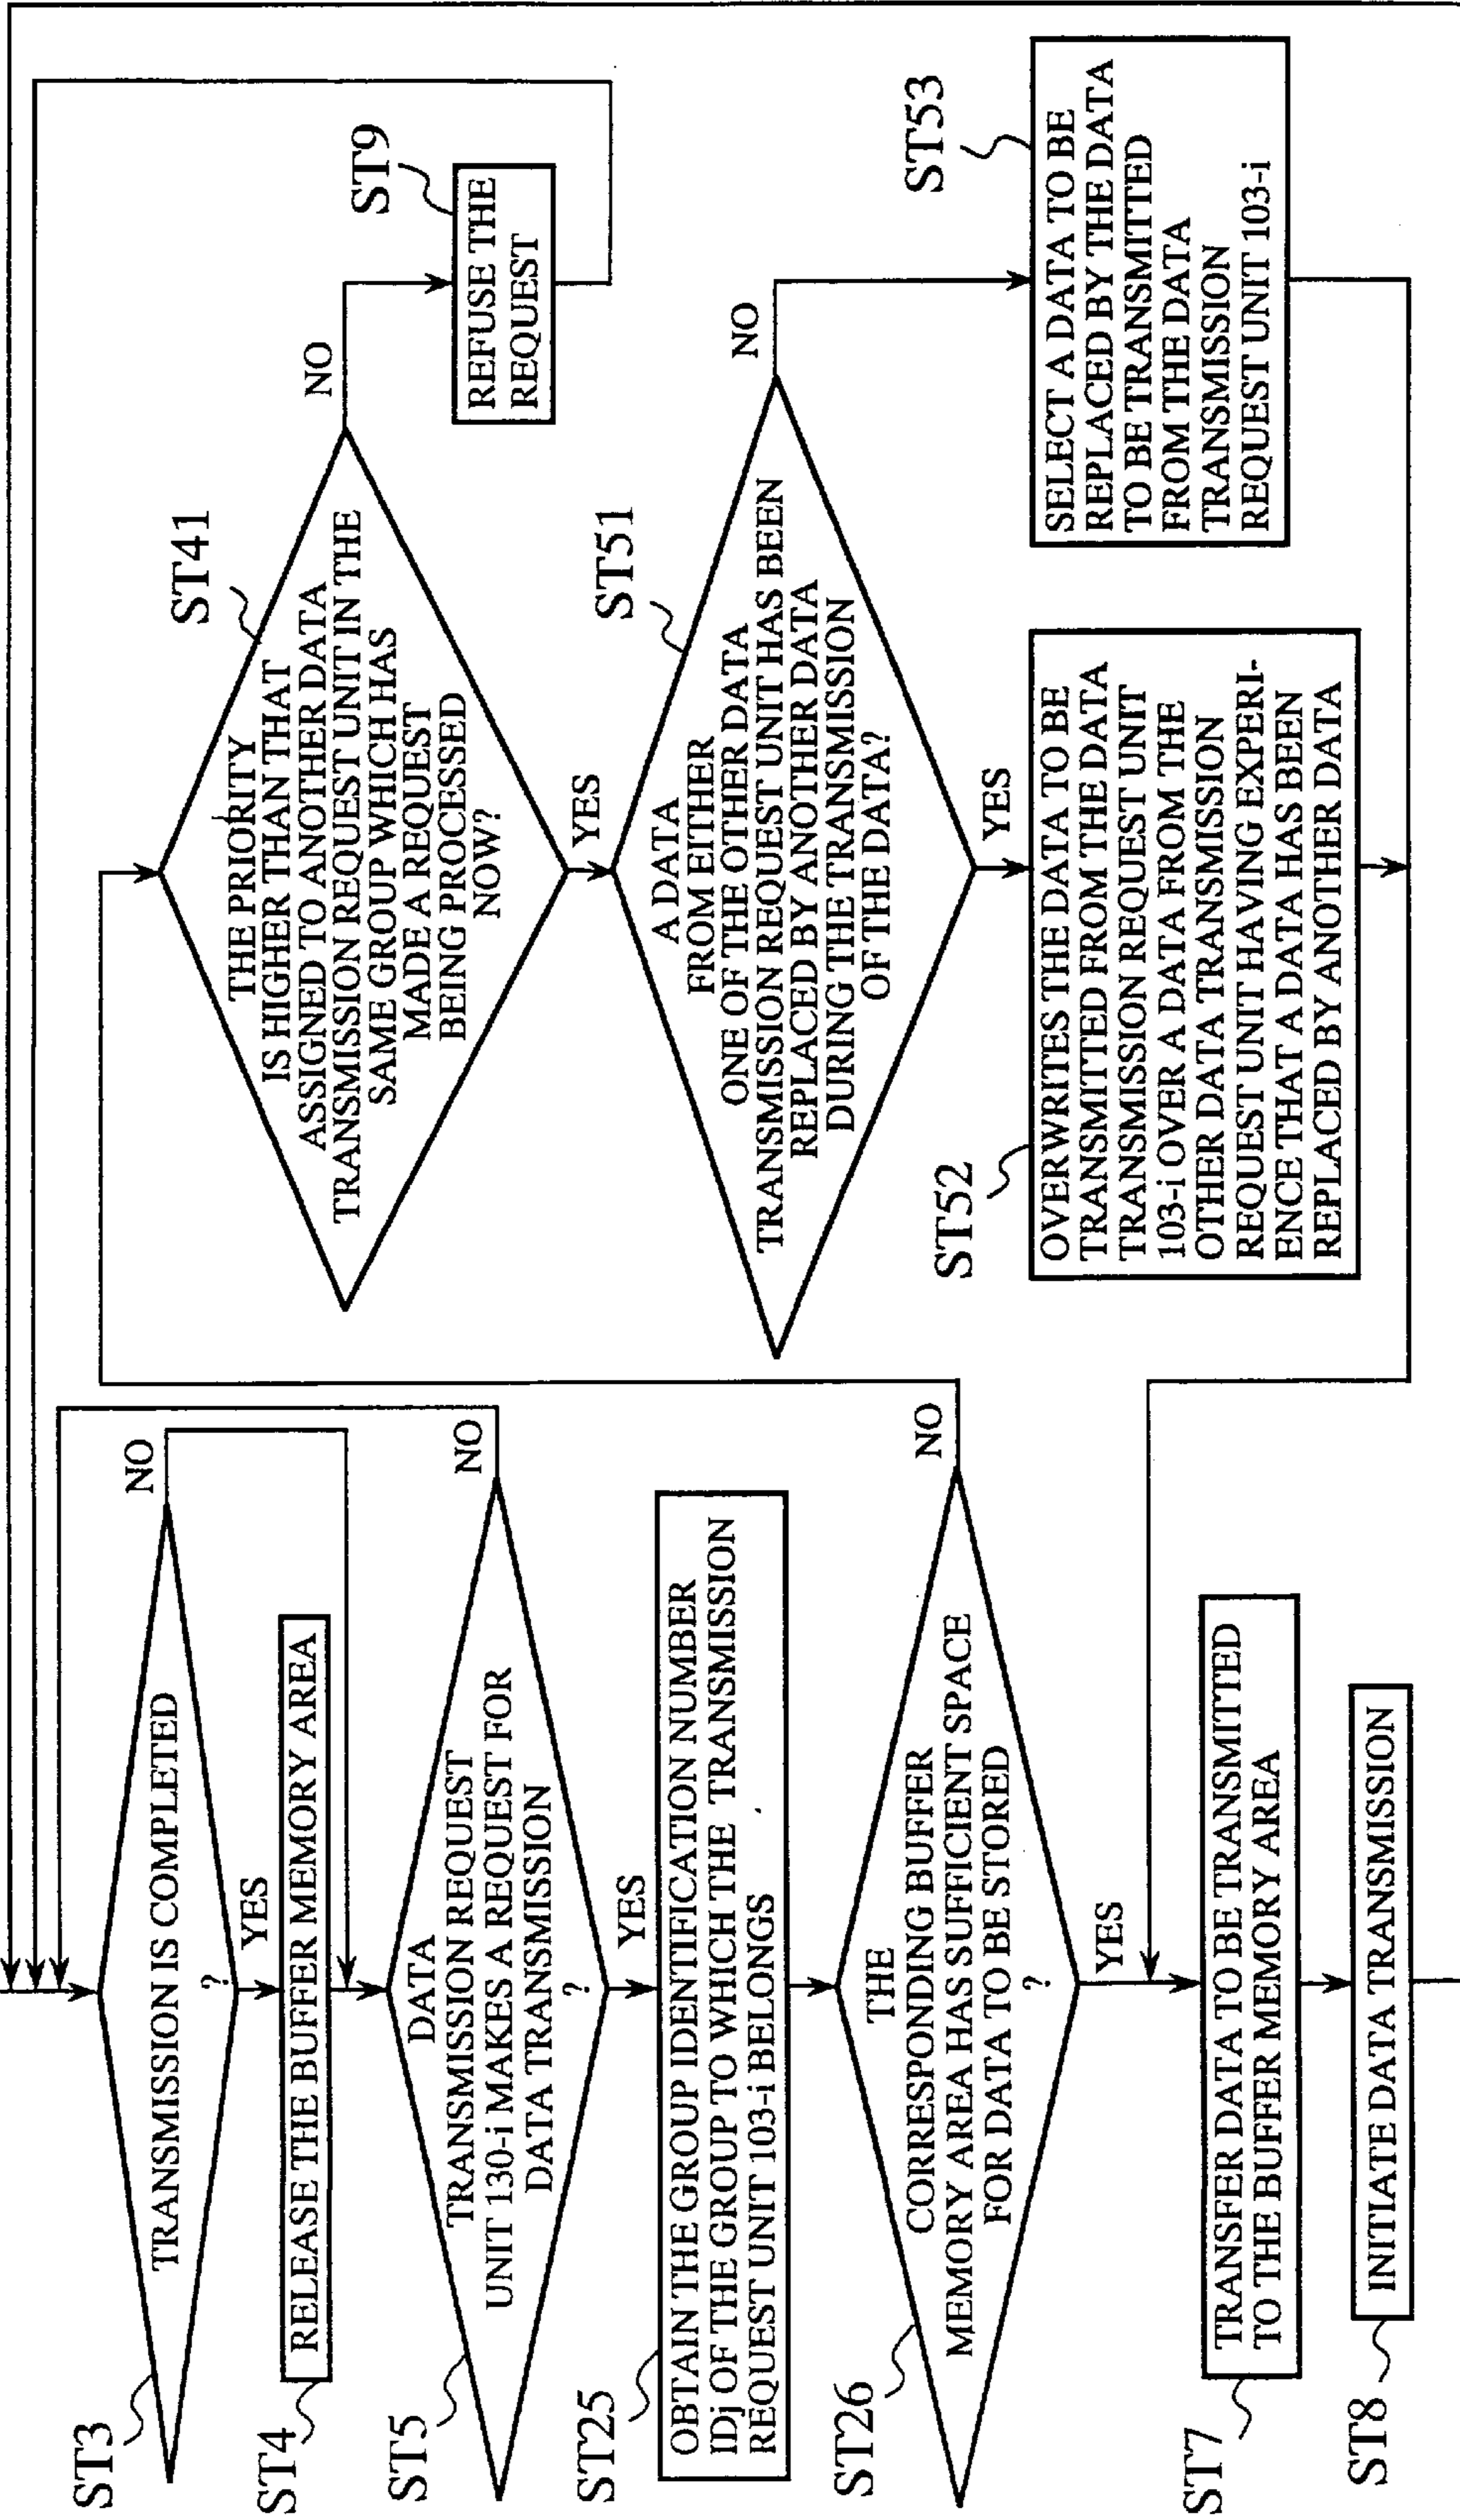 ST3
TRANSMISSION IS COMPLETED
?
NO
YES
ST4
RELEASE THE BUFFER MEMORY AREA
ST5
DATA
TRANSMISSION REQUEST
UNIT 130-i MAKES A REQUEST FOR
DATA TRANSMISSION
?
NO
YES
ST25
OBTAIN THE GROUP IDENTIFICATION NUMBER
IDj OF THE GROUP TO WHICH THE TRANSMISSION
REQUEST UNIT 103-i BELONGS
ST26
THE
CORRESPONDING BUFFER
MEMORY AREA HAS SUFFICIENT SPACE
FOR DATA TO BE STORED
?
NO
YES
ST7
TRANSFER DATA TO BE TRANSMITTED
TO THE BUFFER MEMORY AREA
ST8
INITIATE DATA TRANSMISSION
ST41
THE PRIORITY
IS HIGHER THAN THAT
ASSIGNED TO ANOTHER DATA
TRANSMISSION REQUEST UNIT IN THE
SAME GROUP WHICH HAS
MADE A REQUEST
BEING PROCESSED
NOW?
NO
YES
ST9
REFUSE THE
REQUEST
ST51
A DATA
FROM EITHER
ONE OF THE OTHER DATA
TRANSMISSION REQUEST UNIT HAS BEEN
REPLACED BY ANOTHER DATA
DURING THE TRANSMISSION
OF THE DATA?
NO
YES
ST52
OVERWRITES THE DATA TO BE
TRANSMITTED FROM THE DATA
TRANSMISSION REQUEST UNIT
103-i OVER A DATA FROM THE
OTHER DATA TRANSMISSION
REQUEST UNIT HAVING EXPERI-
ENCE THAT A DATA HAS BEEN
REPLACED BY ANOTHER DATA
ST53
SELECT A DATA TO BE
REPLACED BY THE DATA
TO BE TRANSMITTED
FROM THE DATA
TRANSMISSION
REQUEST UNIT 103-i